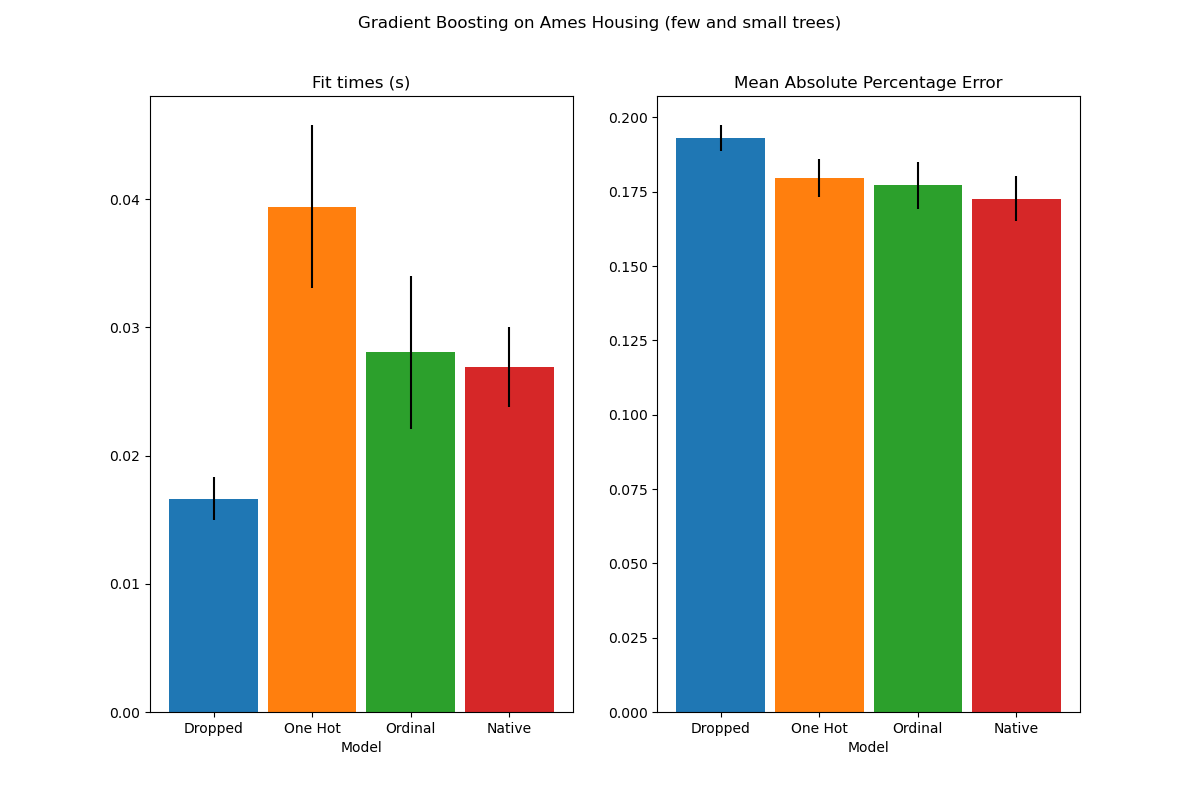 Gradient Boosting on Ames Housing (few and small trees)
Fit times (s)
0.04
0.03
0.02
0.01
0.00
Dropped One Hot Ordinal Native
Model
Mean Absolute Percentage Error
0.200
0.175
0.150
0.125
0.100
0.075
0.050
0.025
0.000
Dropped One Hot Ordinal Native
Model